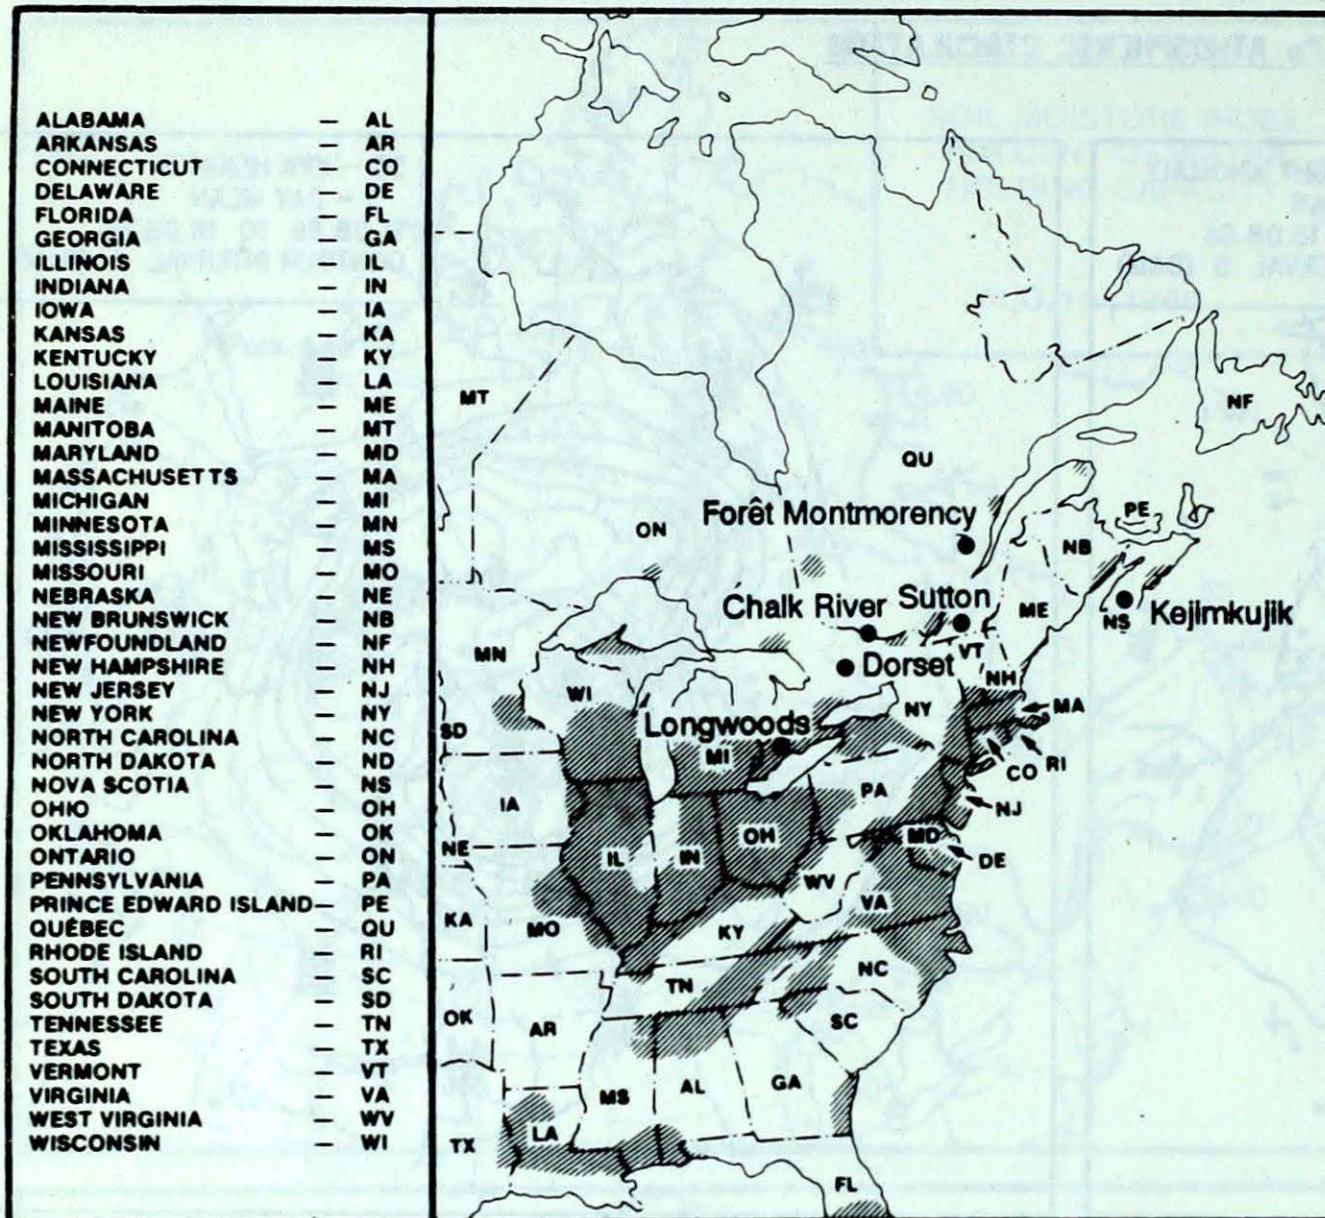 ALABAMA – AL
ARKANSAS – AR
CONNECTICUT – CO
DELAWARE – DE
FLORIDA – FL
GEORGIA – GA
ILLINOIS – IL
INDIANA – IN
IOWA – IA
KANSAS – KA
KENTUCKY – KY
LOUISIANA – LA
MAINE – ME
MANITOBA – MT
MARYLAND – MD
MASSACHUSETTS – MA
MICHIGAN – MI
MINNESOTA – MN
MISSISSIPPI – MS
MISSOURI – MO
NEBRASKA – NE
NEW BRUNSWICK – NB
NEWFOUNDLAND – NF
NEW HAMPSHIRE – NH
NEW JERSEY – NJ
NEW YORK – NY
NORTH CAROLINA – NC
NORTH DAKOTA – ND
NOVA SCOTIA – NS
OHIO – OH
OKLAHOMA – OK
ONTARIO – ON
PENNSYLVANIA – PA
PRINCE EDWARD ISLAND – PE
QUÉBEC – QU
RHODE ISLAND – RI
SOUTH CAROLINA – SC
SOUTH DAKOTA – SD
TENNESSEE – TN
TEXAS – TX
VERMONT – VT
VIRGINIA – VA
WEST VIRGINIA – WV
WISCONSIN – WI
MT
NF
QU
Forêt Montmorency
PE
ON
NB
Chalk River
Sutton
ME
NS
Kejimkujik
MN
VT
Dorset
NH
WI
NY
MA
SD
Longwoods
MI
CO
RI
IA
PA
NJ
NE
IL
IN
OH
MD
DE
WV
KA
MO
KY
VA
TN
NC
OK
AR
SC
MS
AL
GA
TX
LA
FL